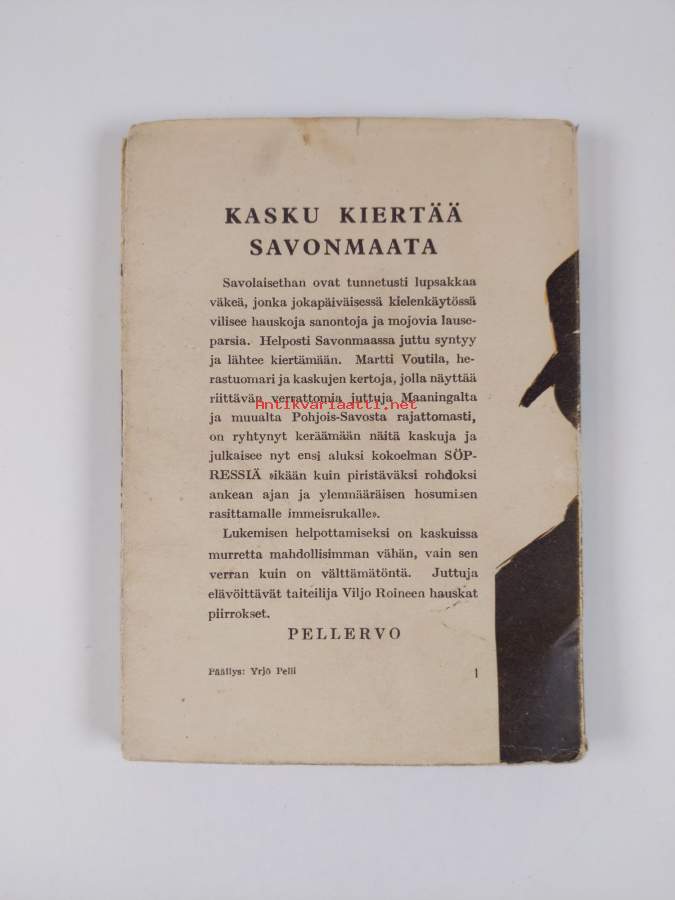 KASKU KIERTÄÄ
SAVONMAATA
Savolaisethan ovat tunnetusti lupsakkaa
väkeä, jonka jokapäiväisessä kielenkäytössä
vilisee hauskoja sanontoja ja mojovia lause-
parsia. Helposti Savonmaassa juttu syntyy
ja lähtee kiertämään. Martti Voutila, he-
rastuomari ja kaskujen kertoja, jolla näyttää
riittävän verrattomia juttuja Maaningalta
Antikvariaatti.net
ja muualta Pohjois-Savosta rajattomasti,
on ryhtynyt keräämään näitä kaskuja ja
julkaisee nyt ensi aluksi kokoelman SÖP-
RESSIÄ »ikään kuin piristäväksi rohdoksi
ankean ajan ja ylenmääräisen hosumisen
rasittamalle immeisrukalle».
Lukemisen helpottamiseksi on kaskuissa
murretta mahdollisimman vähän, vain sen
verran kuin on välttämätöntä. Juttuja
elävöittävät taiteilija Viljo Roineen hauskat
piirrokset.
PELLERVO
Päällys: Yrjö Pelli 1